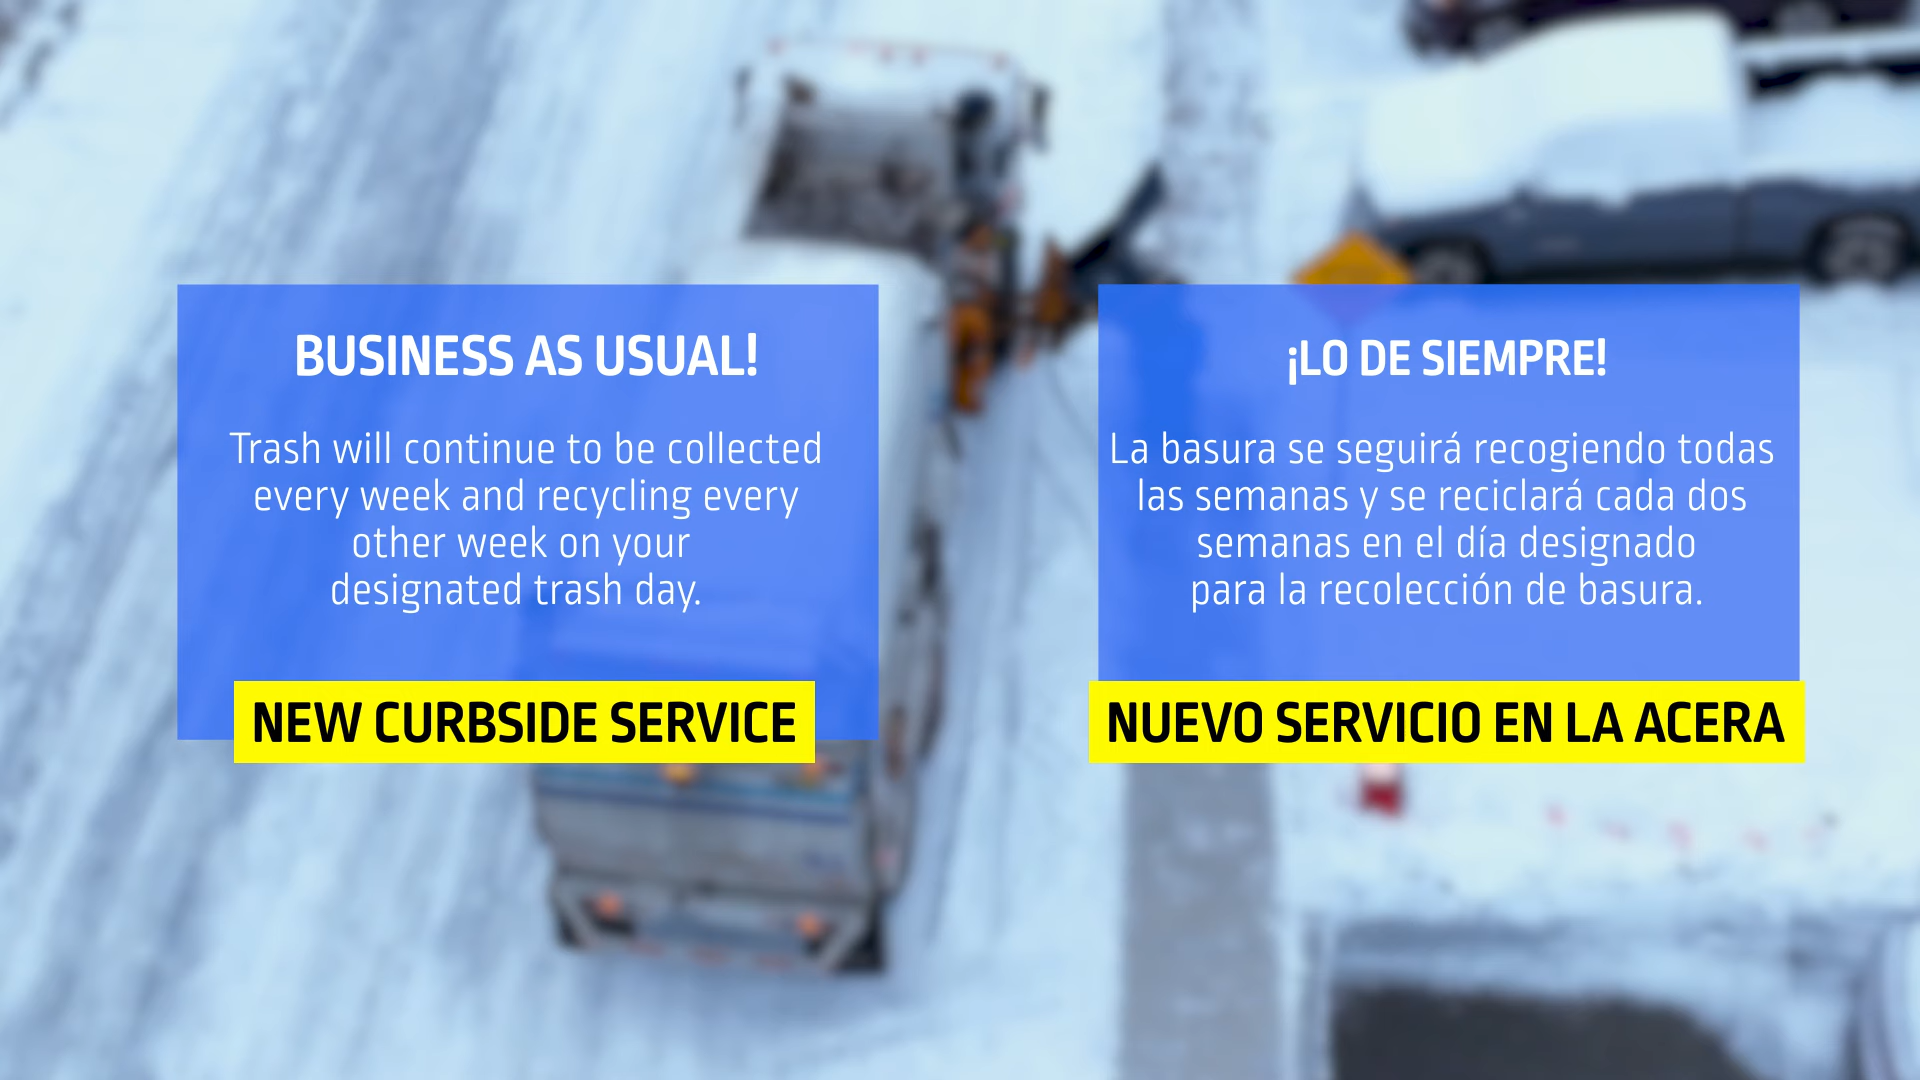 BUSINESS AS USUAL!
Trash will continue to be collected
every week and recycling every
other week on your
designated trash day.
NEW CURBSIDE SERVICE
¡LO DE SIEMPRE!
La basura se seguirá recogiendo todas
las semanas y se reciclará cada dos
semanas en el día designado
para la recolección de basura.
NUEVO SERVICIO EN LA ACERA